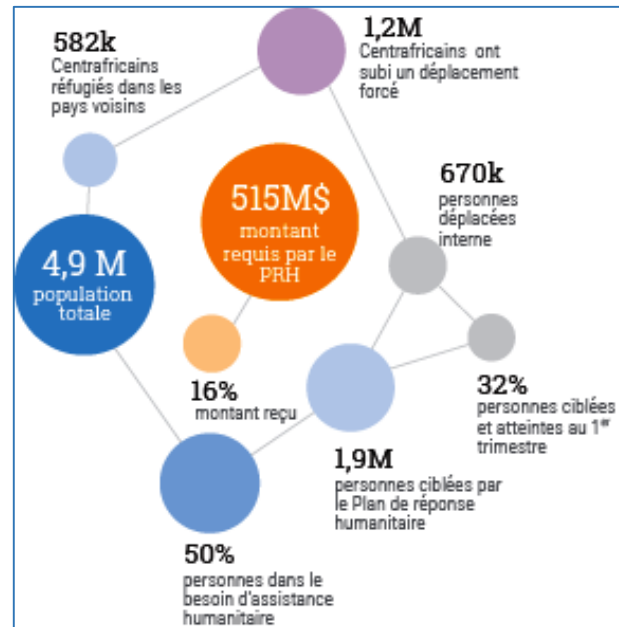 582k
Centrafricains
réfugiés dans les
pays voisins
1,2M
Centrafricains ont
subi un déplacement
forcé
670k
personnes
déplacées
interne
515M$
montant
requis par le
PRH
4,9 M
population
totale
16%
montant reçu
32%
personnes ciblées
et atteintes au 1er
trimestre
1,9M
personnes ciblées par
le Plan de réponse
humanitaire
50%
personnes dans le
besoin d'assistance
humanitaire